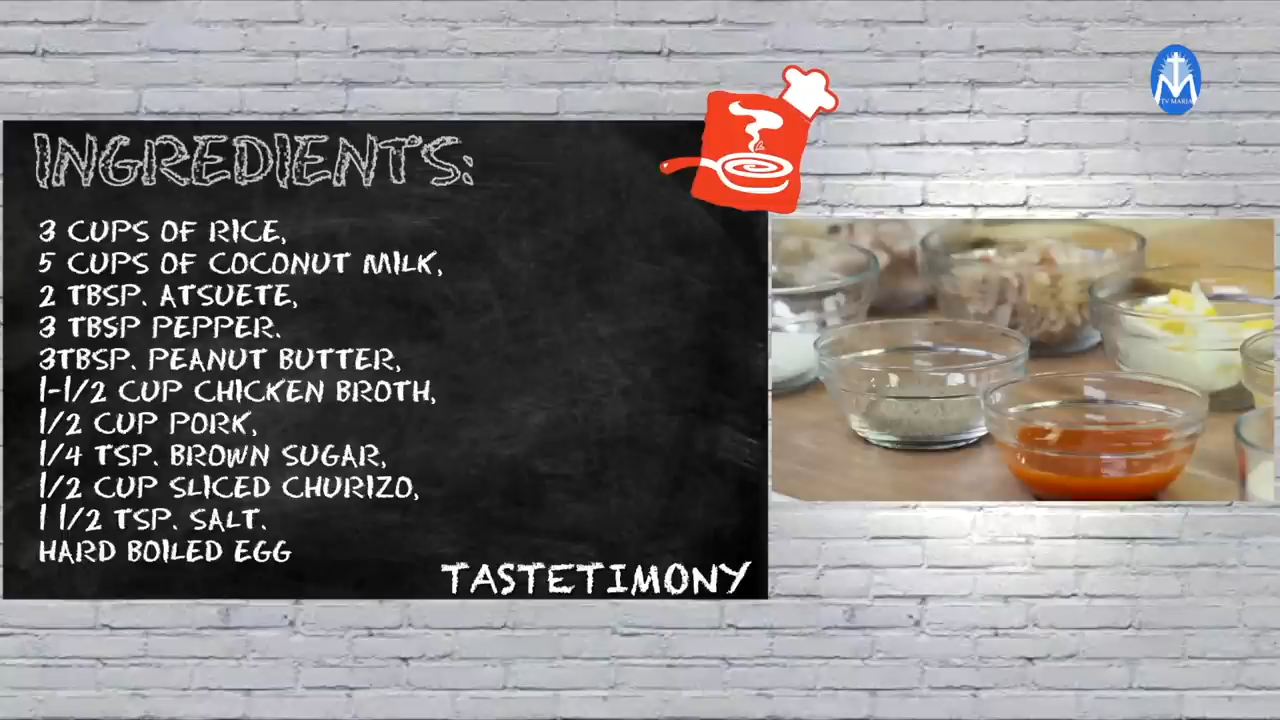 INGREDIENTS:
3 CUPS OF RICE,
5 CUPS OF COCONUT MILK,
2 TBSP. ATSUETE,
3 TBSP PEPPER.
3TBSP. PEANUT BUTTER,
1-1/2 CUP CHICKEN BROTH,
1/2 CUP PORK,
1/4 TSP. BROWN SUGAR,
1/2 CUP SLICED CHURIZO,
1 1/2 TSP. SALT.
HARD BOILED EGG
TASTETIMONY
TV MARIA